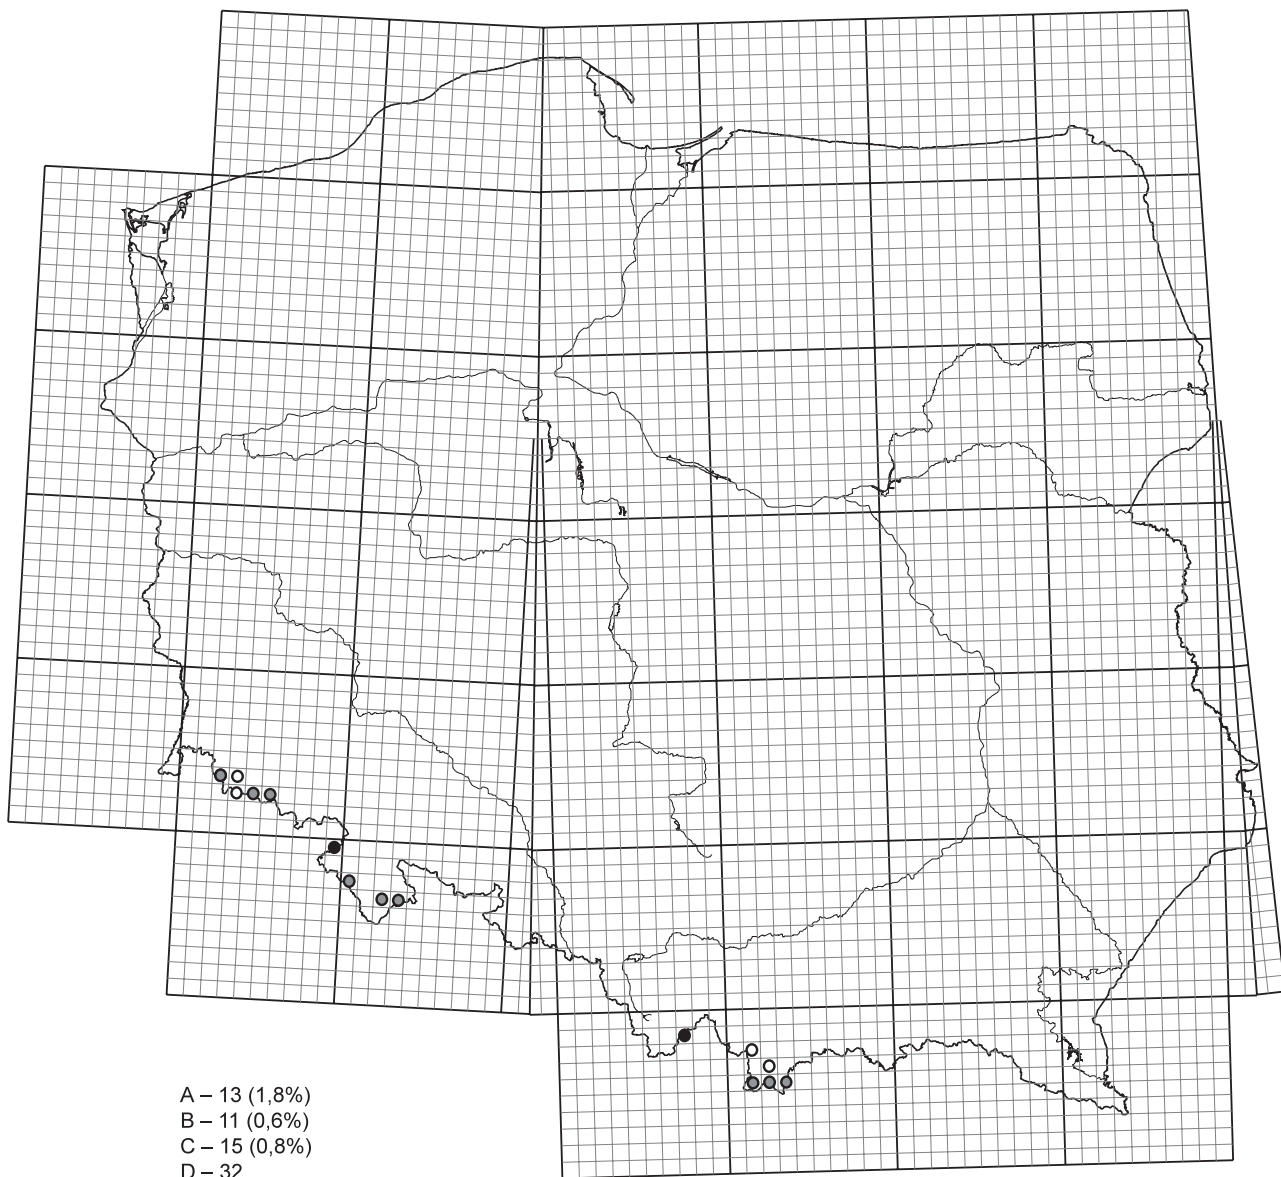 A – 13 (1,8%)
B – 11 (0,6%)
C – 15 (0,8%)
D – 32